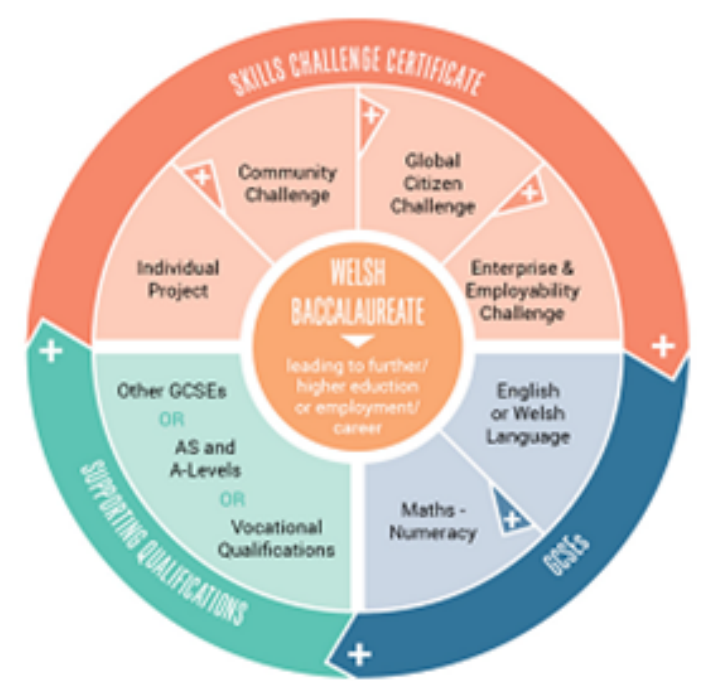 SKILLS CHALLENGE CERTIFICATE
Community
Challenge
Global
Citizen
Challenge
Individual
Project
Enterprise &
Employability
Challenge
WELSH
BACCALAUREATE
leading to further/
higher eduction
or employment/
career
Other GCSEs
OR
AS and
A-Levels
OR
Vocational
Qualifications
English
or Welsh
Language
Maths -
Numeracy
SUPPORTING QUALIFICATIONS
GCSEs